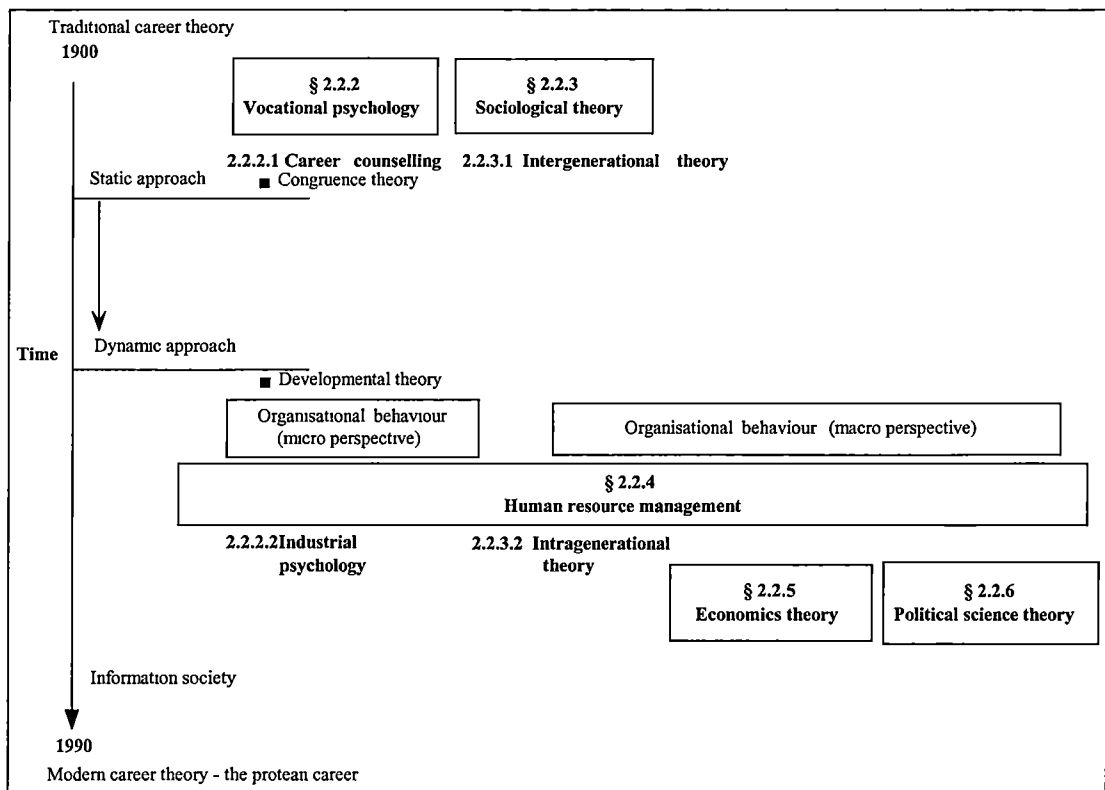 Traditional career theory
1900
§ 2.2.2
Vocational psychology
§ 2.2.3
Sociological theory
2.2.2.1 Career counselling
2.2.3.1 Intergenerational theory
Static approach
■ Congruence theory
Time
Dynamic approach
■ Developmental theory
Organisational behaviour
(micro perspective)
Organisational behaviour (macro perspective)
§ 2.2.4
Human resource management
2.2.2.2Industrial
psychology
2.2.3.2 Intragenerational
theory
§ 2.2.5
Economics theory
§ 2.2.6
Political science theory
Information society
1990
Modern career theory - the protean career